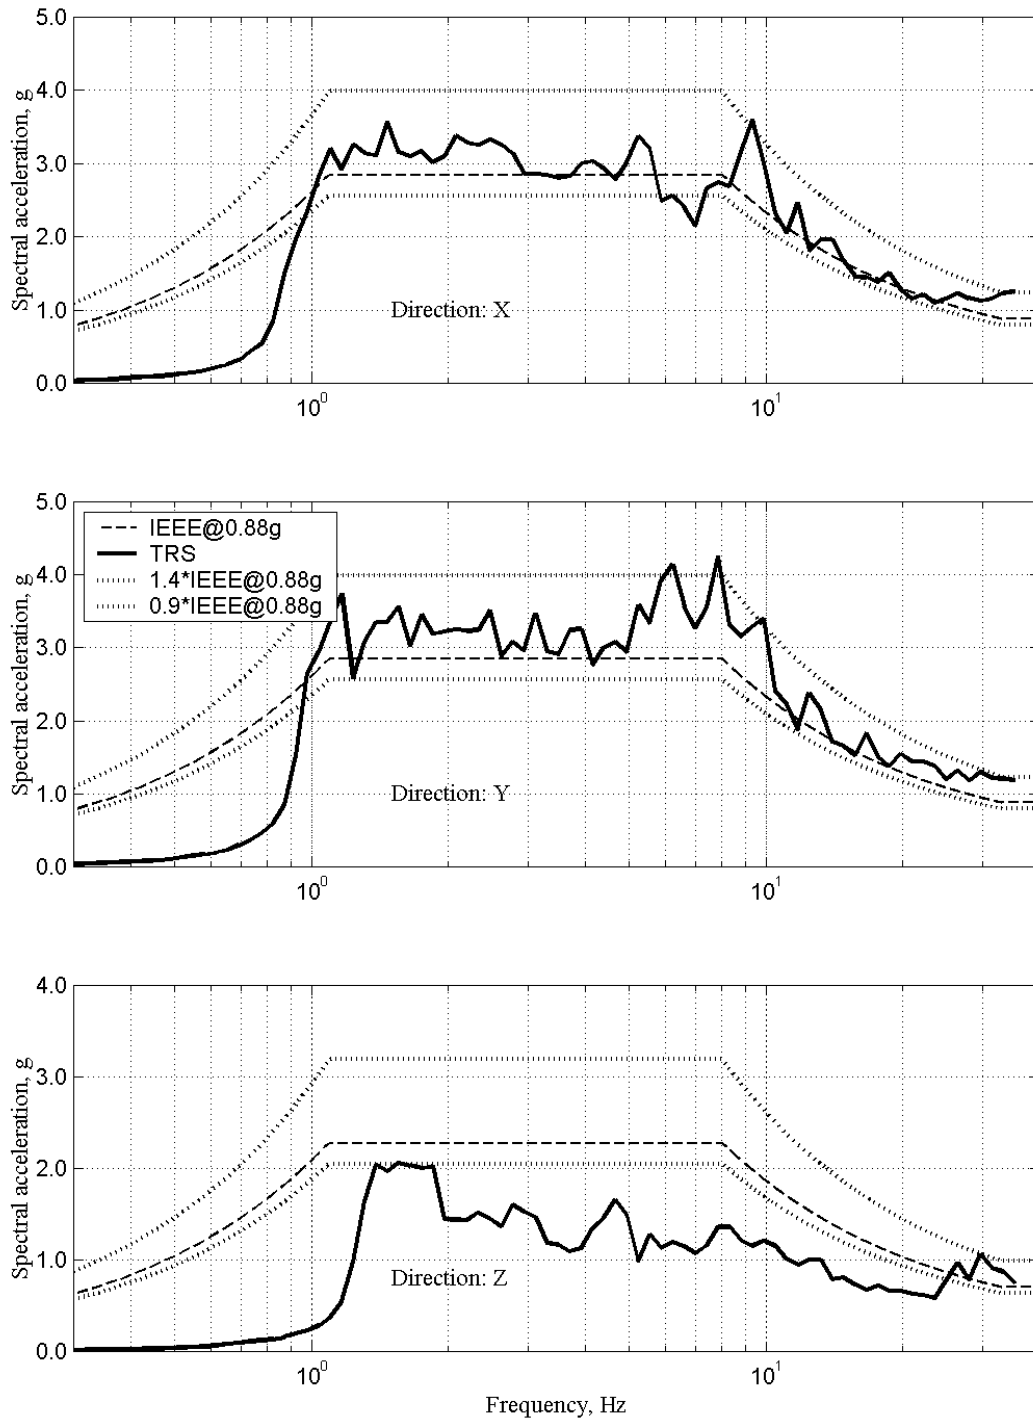 5.0
4.0
3.0
2.0
1.0
0.0
Spectral acceleration, g
Direction: X
10^0
10^1
5.0
4.0
3.0
2.0
1.0
0.0
Spectral acceleration, g
IEEE@0.88g
TRS
1.4*IEEE@0.88g
0.9*IEEE@0.88g
Direction: Y
10^0
10^1
4.0
3.0
2.0
1.0
0.0
Spectral acceleration, g
Direction: Z
10^0
10^1
Frequency, Hz